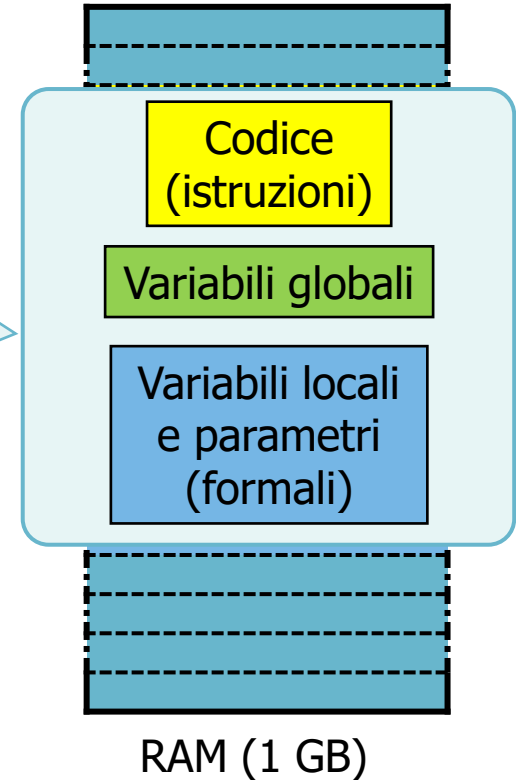 Codice
(istruzioni)
Variabili globali
Variabili locali
e parametri
(formali)
RAM (1 GB)